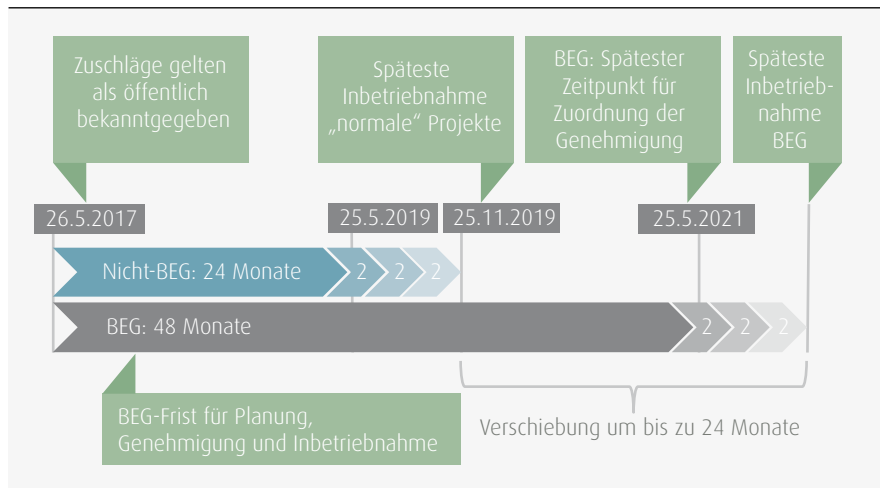 Zuschläge gelten
als öffentlich
bekanntgegeben
Späteste
Inbetriebnahme
„normale“ Projekte
BEG: Spätester
Zeitpunkt für
Zuordnung der
Genehmigung
Späteste
Inbetrieb-
nahme
BEG
26.5.2017
25.5.2019
25.11.2019
25.5.2021
Nicht-BEG: 24 Monate
2
2
2
BEG: 48 Monate
2
2
2
BEG-Frist für Planung,
Genehmigung und Inbetriebnahme
Verschiebung um bis zu 24 Monate